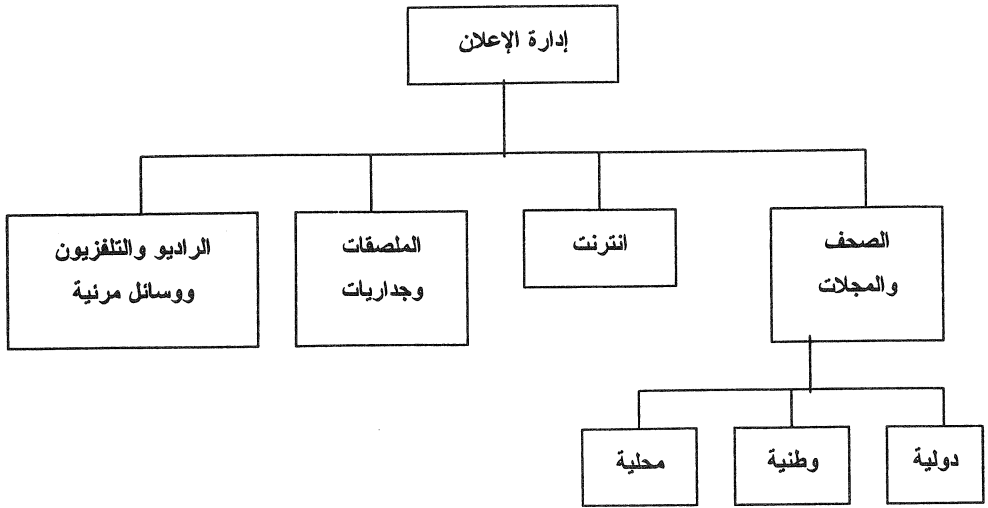 إدارة الإعلان
الصحف
والمجلات
انترنت
الملصقات
وجداريات
الراديو والتلفزيون
ووسائل مرئية
دولية
وطنية
محلية